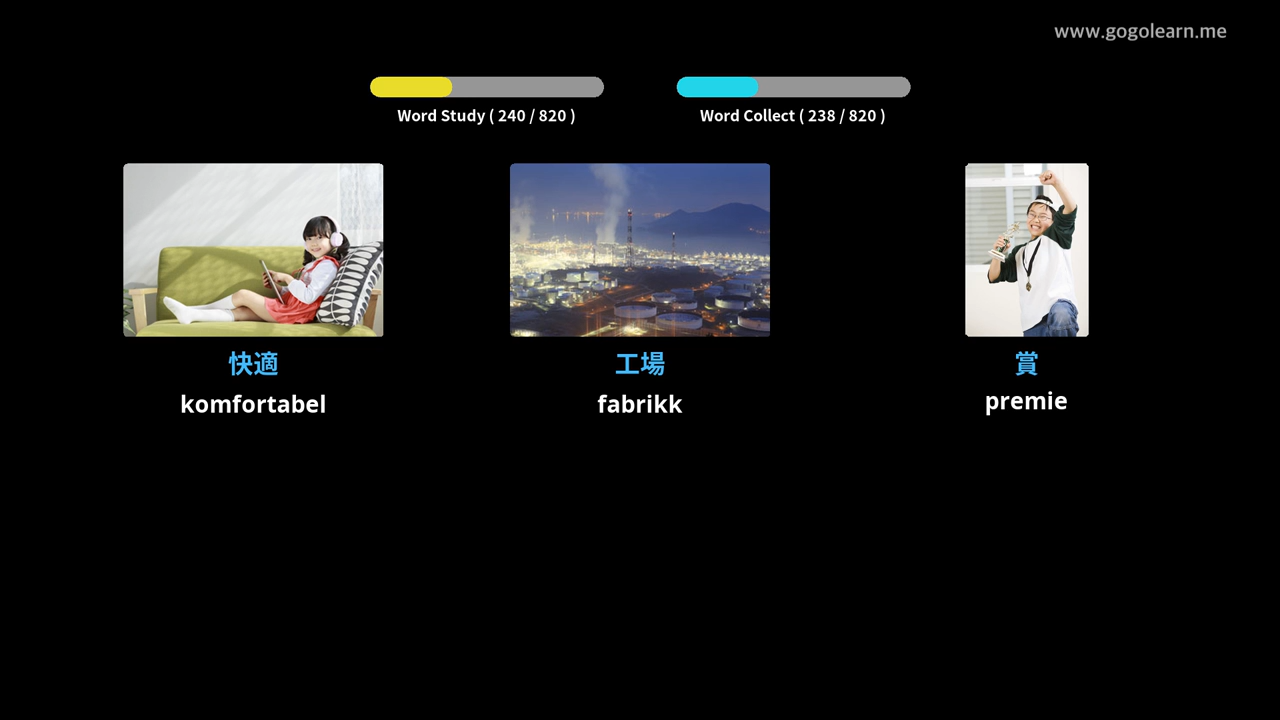 www.gogolearn.me
Word Study ( 240 / 820 )
Word Collect ( 238 / 820 )
快適
工場
賞
komfortabel
fabrikk
premie